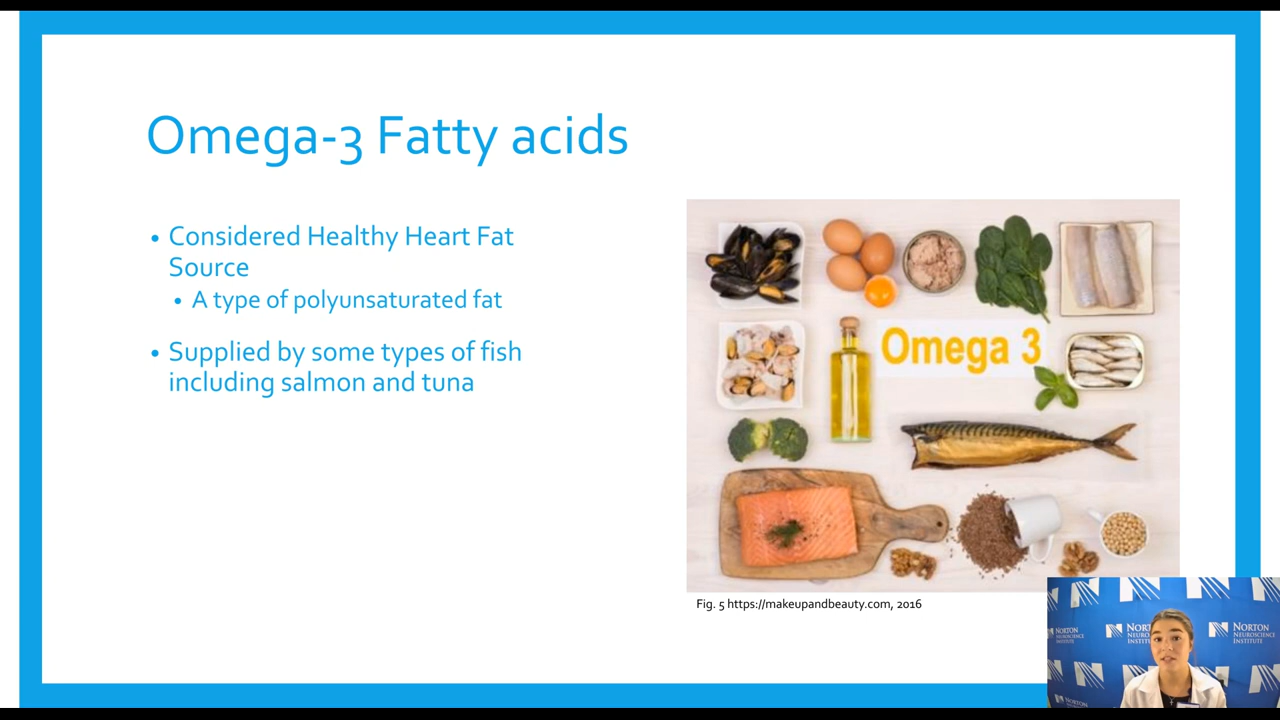 Omega-3 Fatty acids
• Considered Healthy Heart Fat
Source
• A type of polyunsaturated fat
• Supplied by some types of fish
including salmon and tuna
Omega 3
Fig. 5 https://makeupandbeauty.com, 2016
NORTON
NEUROSCIENCE
INSTITUTE